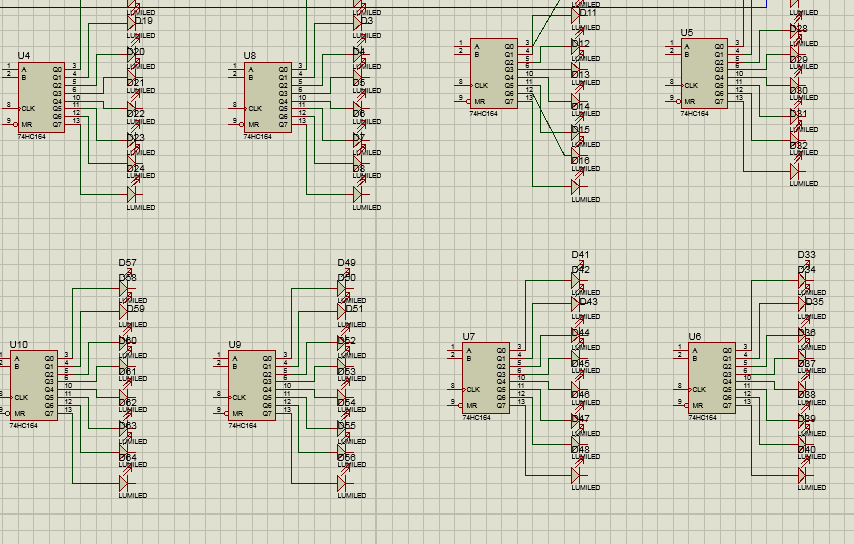 D19
D20
LUMILED
D21
LUMILED
D22
LUMILED
D23
LUMILED
D24
LUMILED
LUMILED
U4
A
B
CLK
MR
Q0
Q1
Q2
Q3
Q4
Q5
Q6
Q7
1
2
8
9
3
4
5
6
10
11
12
13
74HC164
D3
D4
LUMILED
D5
LUMILED
D6
LUMILED
D7
LUMILED
D8
LUMILED
LUMILED
U8
A
B
CLK
MR
Q0
Q1
Q2
Q3
Q4
Q5
Q6
Q7
1
2
8
9
3
4
5
6
10
11
12
13
74HC164
D11
D12
LUMILED
D13
LUMILED
D14
LUMILED
D15
LUMILED
D16
LUMILED
LUMILED
A
B
CLK
MR
Q0
Q1
Q2
Q3
Q4
Q5
Q6
Q7
1
2
8
9
3
4
5
6
10
11
12
13
74HC164
D28
D29
LUMILED
D30
LUMILED
D31
LUMILED
D32
LUMILED
LUMILED
U5
A
B
CLK
MR
Q0
Q1
Q2
Q3
Q4
Q5
Q6
Q7
1
2
8
9
3
4
5
6
10
11
12
13
74HC164
D57
D58
LUMILED
D59
LUMILED
D60
LUMILED
D61
LUMILED
D62
LUMILED
D63
LUMILED
D64
LUMILED
LUMILED
U10
A
B
CLK
MR
Q0
Q1
Q2
Q3
Q4
Q5
Q6
Q7
1
2
8
9
3
4
5
6
10
11
12
13
74HC164
D49
D50
LUMILED
D51
LUMILED
D52
LUMILED
D53
LUMILED
D54
LUMILED
D55
LUMILED
D56
LUMILED
LUMILED
U9
A
B
CLK
MR
Q0
Q1
Q2
Q3
Q4
Q5
Q6
Q7
1
2
8
9
3
4
5
6
10
11
12
13
74HC164
D41
D42
LUMILED
D43
LUMILED
D44
LUMILED
D45
LUMILED
D46
LUMILED
D47
LUMILED
D48
LUMILED
LUMILED
U7
A
B
CLK
MR
Q0
Q1
Q2
Q3
Q4
Q5
Q6
Q7
1
2
8
9
3
4
5
6
10
11
12
13
74HC164
D33
D34
LUMILED
D35
LUMILED
D36
LUMILED
D37
LUMILED
D38
LUMILED
D39
LUMILED
D40
LUMILED
LUMILED
U6
A
B
CLK
MR
Q0
Q1
Q2
Q3
Q4
Q5
Q6
Q7
1
2
8
9
3
4
5
6
10
11
12
13
74HC164